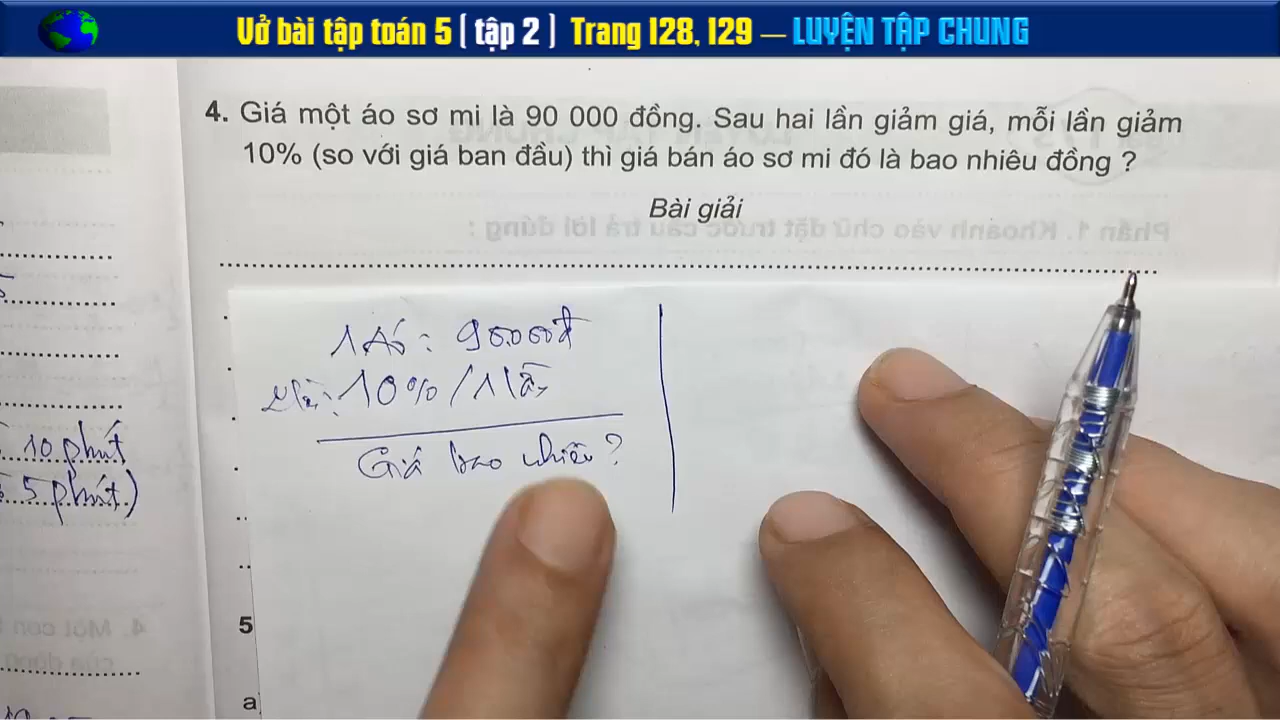 Vở bài tập toán 5 ( tập 2 ) Trang 128, 129 — LUYỆN TẬP CHUNG
4. Giá một áo sơ mi là 90 000 đồng. Sau hai lần giảm giá, mỗi lần giảm
10% (so với giá ban đầu) thì giá bán áo sơ mi đó là bao nhiêu đồng ?
Bài giải
1 Áo : 90.000đ
10% / 1 lần
Giá bao nhiêu ?
10 phút
5 phút.)
5
a